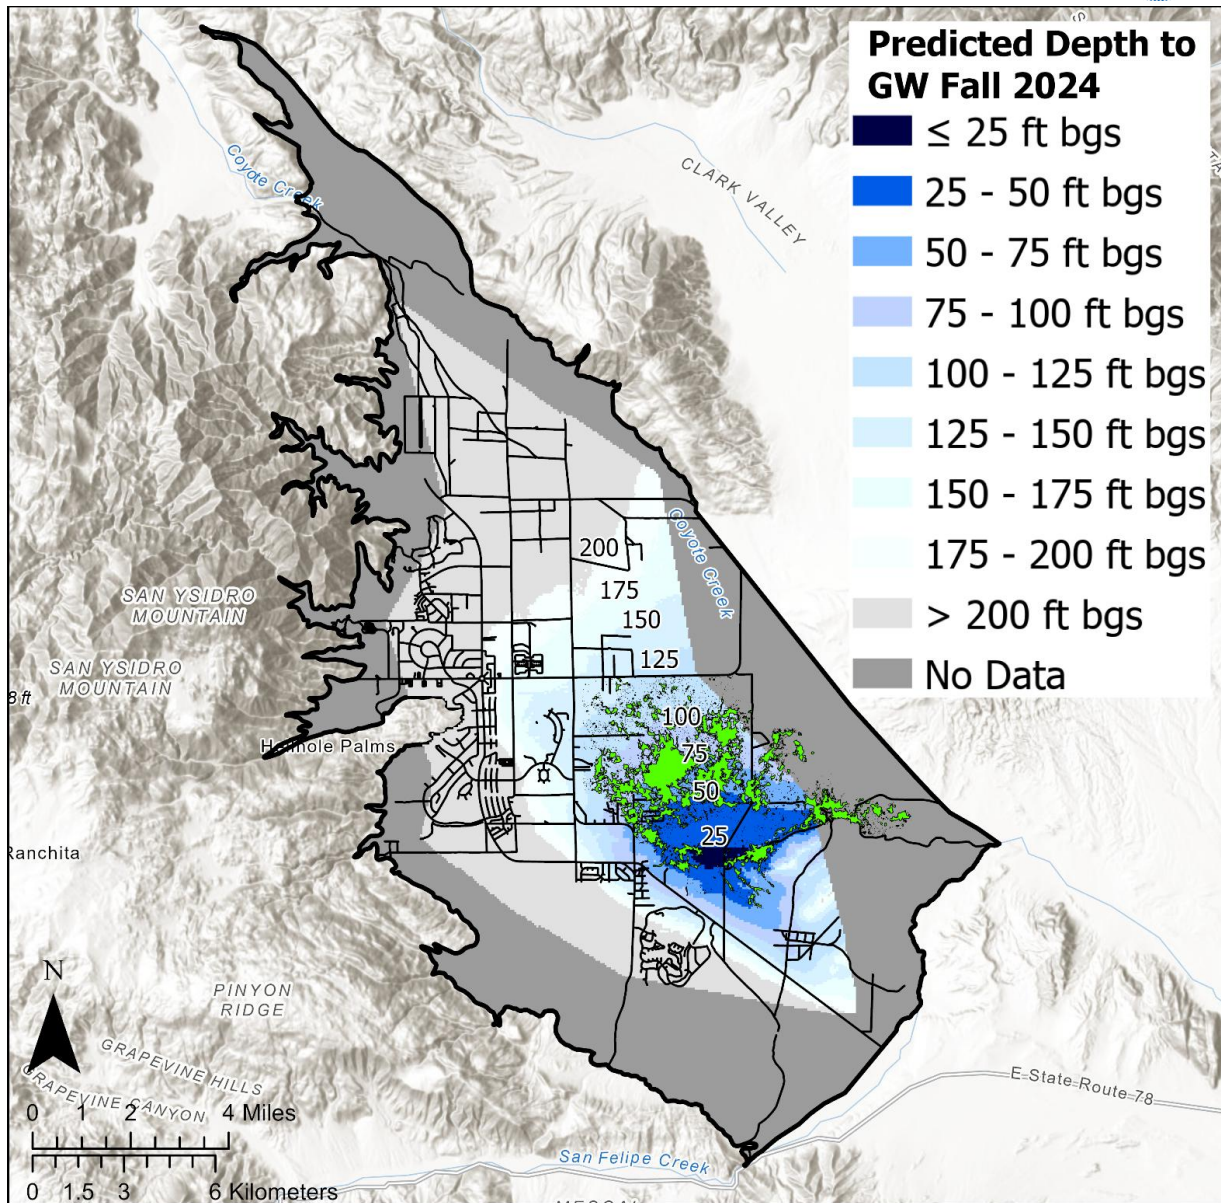 Predicted Depth to
GW Fall 2024
≤ 25 ft bgs
25 - 50 ft bgs
50 - 75 ft bgs
75 - 100 ft bgs
100 - 125 ft bgs
125 - 150 ft bgs
150 - 175 ft bgs
175 - 200 ft bgs
> 200 ft bgs
No Data
Coyote Creek
CLARK VALLEY
Coyote Creek
200
175
150
125
100
75
50
25
SAN YSIDRO
MOUNTAIN
SAN YSIDRO
MOUNTAIN
8 ft
Palms
Ranchita
N
PINYON
RIDGE
GRAPEVINE HILLS
GRAPEVINE CANYON
0 1 2 4 Miles
0 1.5 3 6 Kilometers
E State Route 78
San Felipe Creek